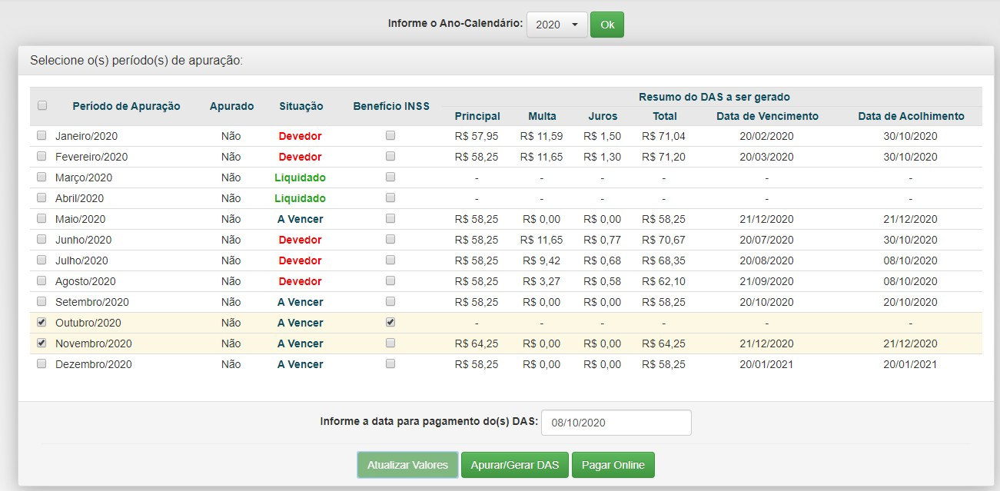 Informe o Ano-Calendário: 2020 Ok
Selecione o(s) período(s) de apuração:
Resumo do DAS a ser gerado
Período de Apuração Apurado Situação Benefício INSS
Principal Multa Juros Total Data de Vencimento Data de Acolhimento
Janeiro/2020 Não Devedor R$ 57,95 R$ 11,59 R$ 1,50 R$ 71,04 20/02/2020 30/10/2020
Fevereiro/2020 Não Devedor R$ 58,25 R$ 11,65 R$ 1,30 R$ 71,20 20/03/2020 30/10/2020
Março/2020 Não Liquidado - - - - - -
Abril/2020 Não Liquidado - - - - - -
Maio/2020 Não A Vencer R$ 58,25 R$ 0,00 R$ 0,00 R$ 58,25 21/12/2020 21/12/2020
Junho/2020 Não Devedor R$ 58,25 R$ 11,65 R$ 0,77 R$ 70,67 20/07/2020 30/10/2020
Julho/2020 Não Devedor R$ 58,25 R$ 9,42 R$ 0,68 R$ 68,35 20/08/2020 08/10/2020
Agosto/2020 Não Devedor R$ 58,25 R$ 3,27 R$ 0,58 R$ 62,10 21/09/2020 08/10/2020
Setembro/2020 Não A Vencer R$ 58,25 R$ 0,00 R$ 0,00 R$ 58,25 20/10/2020 20/10/2020
Outubro/2020 Não A Vencer - - - - - -
Novembro/2020 Não A Vencer R$ 64,25 R$ 0,00 R$ 0,00 R$ 64,25 21/12/2020 21/12/2020
Dezembro/2020 Não A Vencer R$ 58,25 R$ 0,00 R$ 0,00 R$ 58,25 20/01/2021 20/01/2021
Informe a data para pagamento do(s) DAS: 08/10/2020
Atualizar Valores Apurar/Gerar DAS Pagar Online